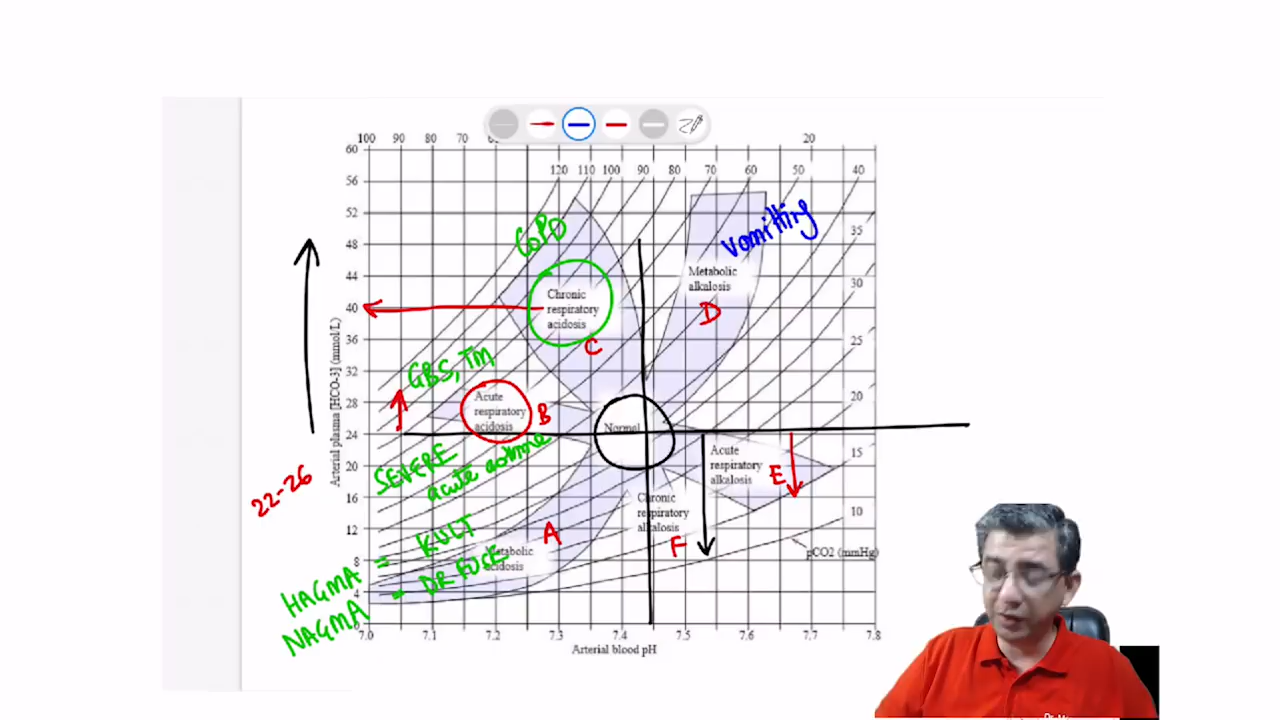 100 90 80 70 20
60
120 110 100 90 80 70 60 50 40
56
COPD
vomitting
52
35
48
Metabolic
alkalosis
44
30
Chronic
respiratory
acidosis
40
D
36
C
25
GBS, TM
32
Acute
respiratory
acidosis
B
28
20
Normal
24
SEVERE
acute asthma
Acute
respiratory
alkalosis
E
15
20
22-26
16
Chronic
respiratory
alkalosis
10
12
A
F
HAGMA = KULT
Metabolic
acidosis
8
pCO2 (mmHg)
NAGMA = DR FUSE
4
0
7.0 7.1 7.2 7.3 7.4 7.5 7.6 7.7 7.8
Arterial blood pH
Arterial plasma [HCO-3] (mmol/L)